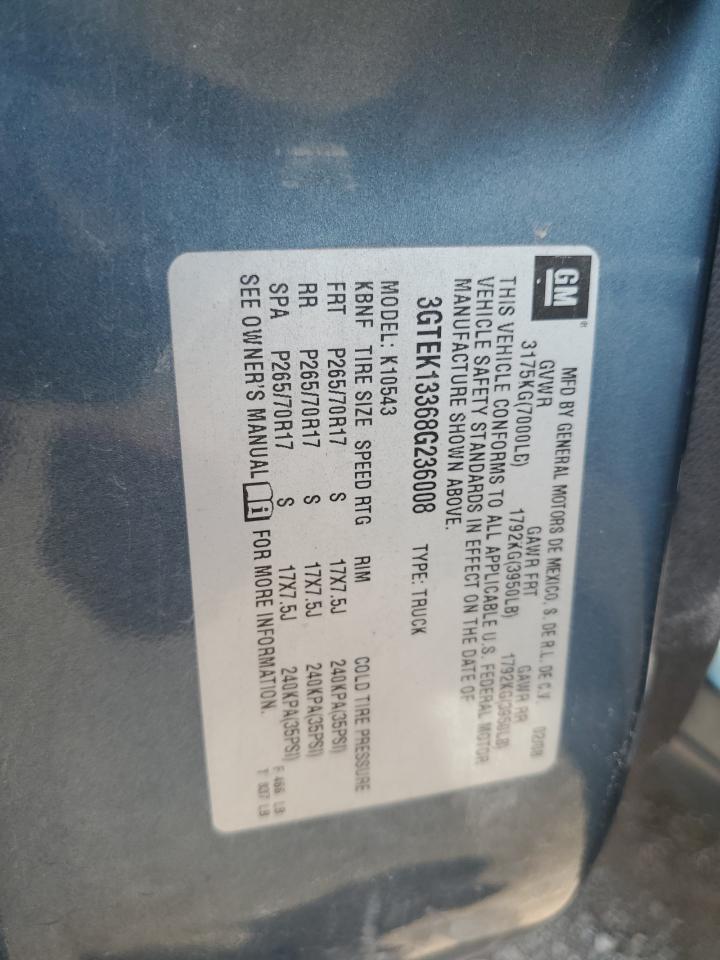 GM ®
MFD BY GENERAL MOTORS DE MEXICO, S. DE R.L. DE C.V. 02/08
GVWR GAWR FRT GAWR RR
3175KG(7000LB) 1792KG(3950LB) 1792KG(3950LB)
THIS VEHICLE CONFORMS TO ALL APPLICABLE U.S. FEDERAL MOTOR
VEHICLE SAFETY STANDARDS IN EFFECT ON THE DATE OF
MANUFACTURE SHOWN ABOVE.
3GTEK13368G236008 TYPE: TRUCK
MODEL: K10543
KBNF TIRE SIZE SPEED RTG RIM COLD TIRE PRESSURE
FRT P265/70R17 S 17X7.5J 240KPA(35PSI)
RR P265/70R17 S 17X7.5J 240KPA(35PSI)
SPA P265/70R17 S 17X7.5J 240KPA(35PSI)
SEE OWNER'S MANUAL i FOR MORE INFORMATION.